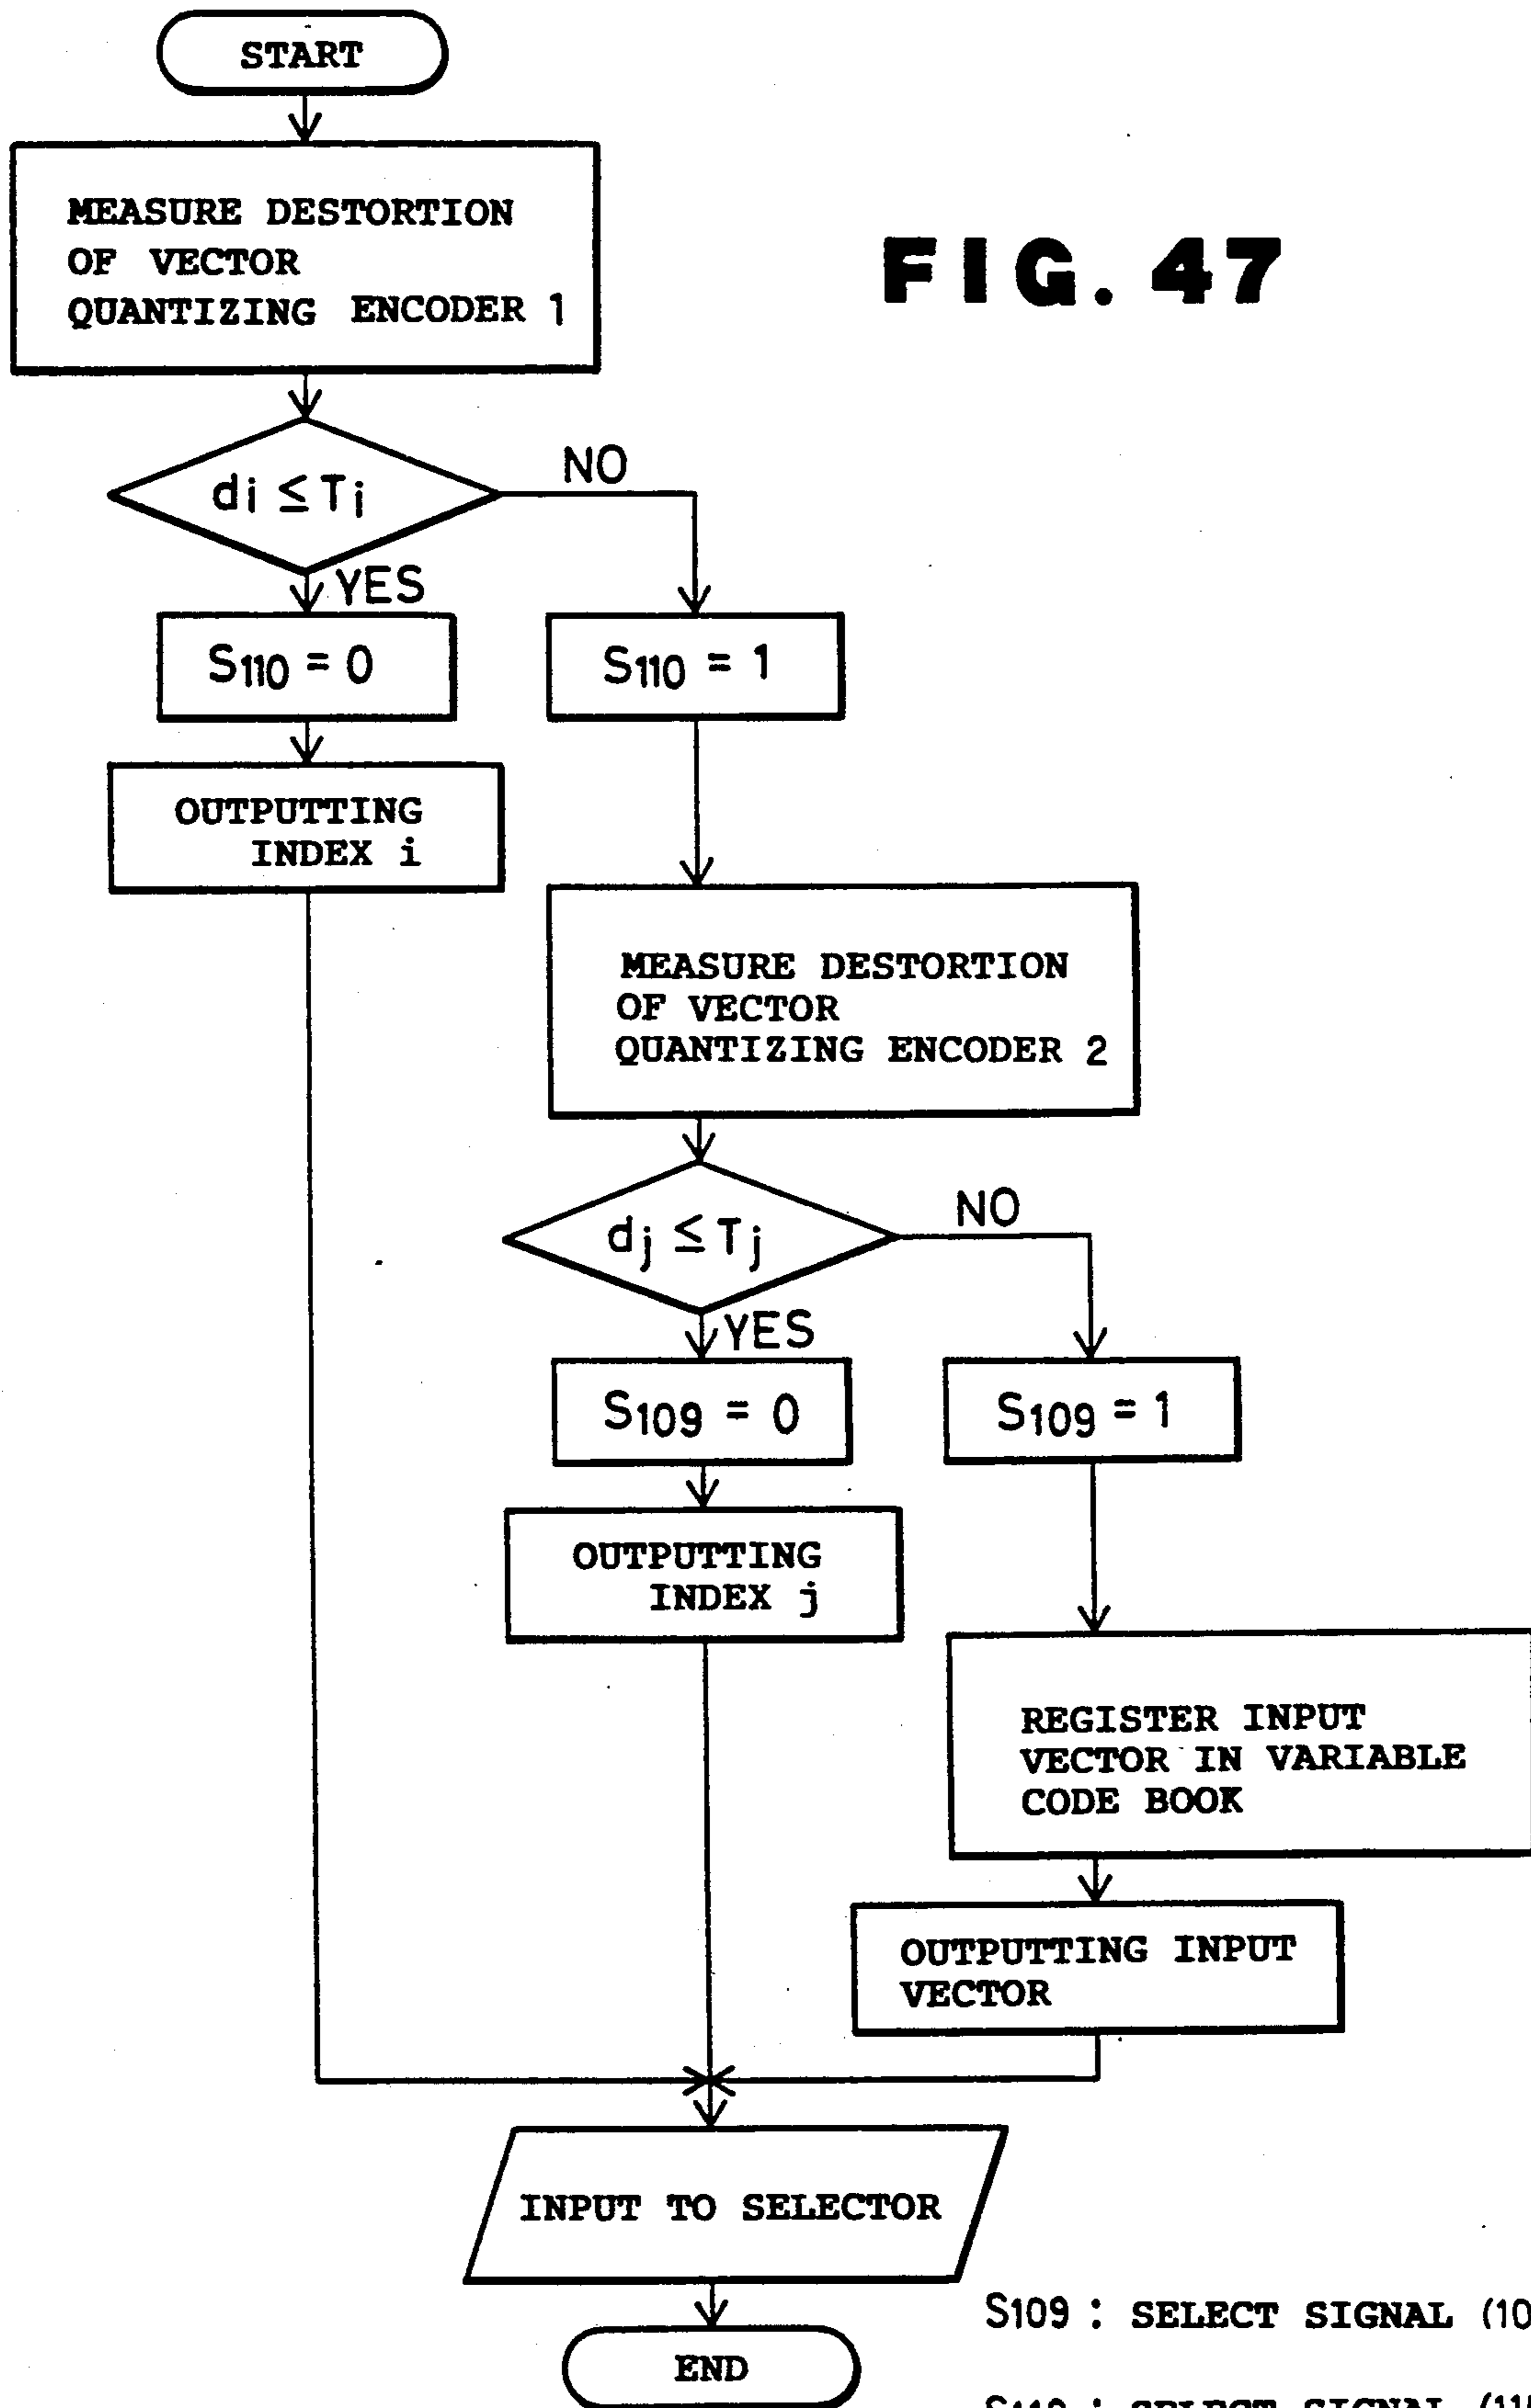 START
MEASURE DESTORTION
OF VECTOR
QUANTIZING ENCODER 1
FIG. 47
di ≤ Ti
NO
YES
S110 = 0
S110 = 1
OUTPUTTING
INDEX i
MEASURE DESTORTION
OF VECTOR
QUANTIZING ENCODER 2
dj ≤ Tj
NO
YES
S109 = 0
S109 = 1
OUTPUTTING
INDEX j
REGISTER INPUT
VECTOR IN VARIABLE
CODE BOOK
OUTPUTTING INPUT
VECTOR
INPUT TO SELECTOR
END
S109 : SELECT SIGNAL
: SELECT SIGNAL